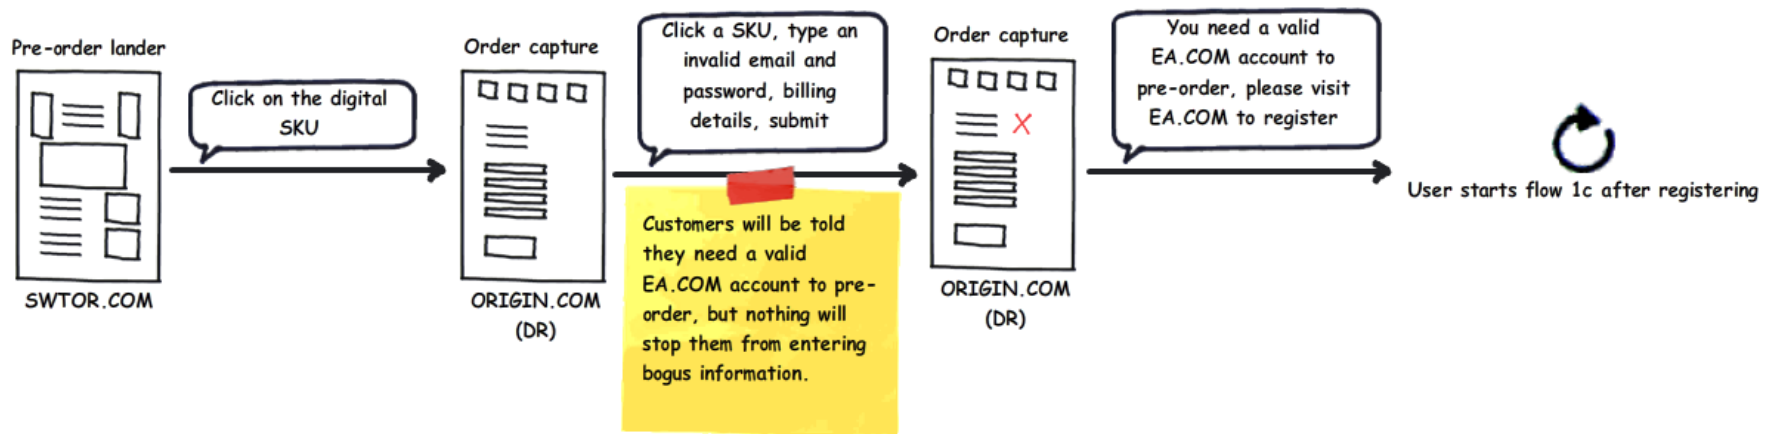 Pre-order lander
SWTOR.COM
Click on the digital
SKU
Order capture
ORIGIN.COM
(DR)
Click a SKU, type an
invalid email and
password, billing
details, submit
Customers will be told
they need a valid
EA.COM account to pre-
order, but nothing will
stop them from entering
bogus information.
Order capture
ORIGIN.COM
(DR)
You need a valid
EA.COM account to
pre-order, please visit
EA.COM to register
User starts flow 1c after registering